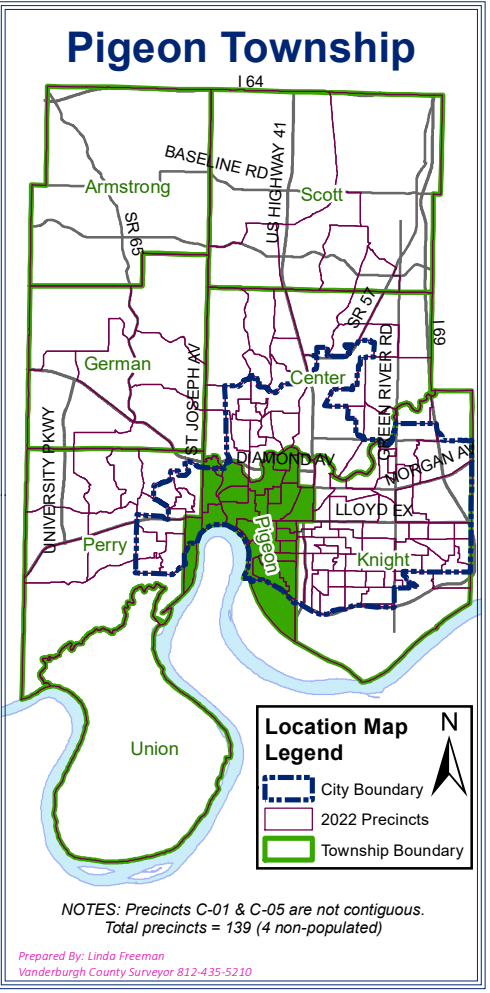 Pigeon Township
I 64
BASELINE RD
US HIGHWAY 41
Armstrong
Scott
SR 65
SR 57
I 69
German
ST JOSEPH AV
Center
GREEN RIVER RD
UNIVERSITY PKWY
DIAMOND AV
MORGAN AV
LLOYD EX
Perry
Pigeon
Knight
Union
Location Map
Legend
N
City Boundary
2022 Precincts
Township Boundary
NOTES: Precincts C-01 & C-05 are not contiguous.
Total precincts = 139 (4 non-populated)
Prepared By: Linda Freeman
Vanderburgh County Surveyor 812-435-5210